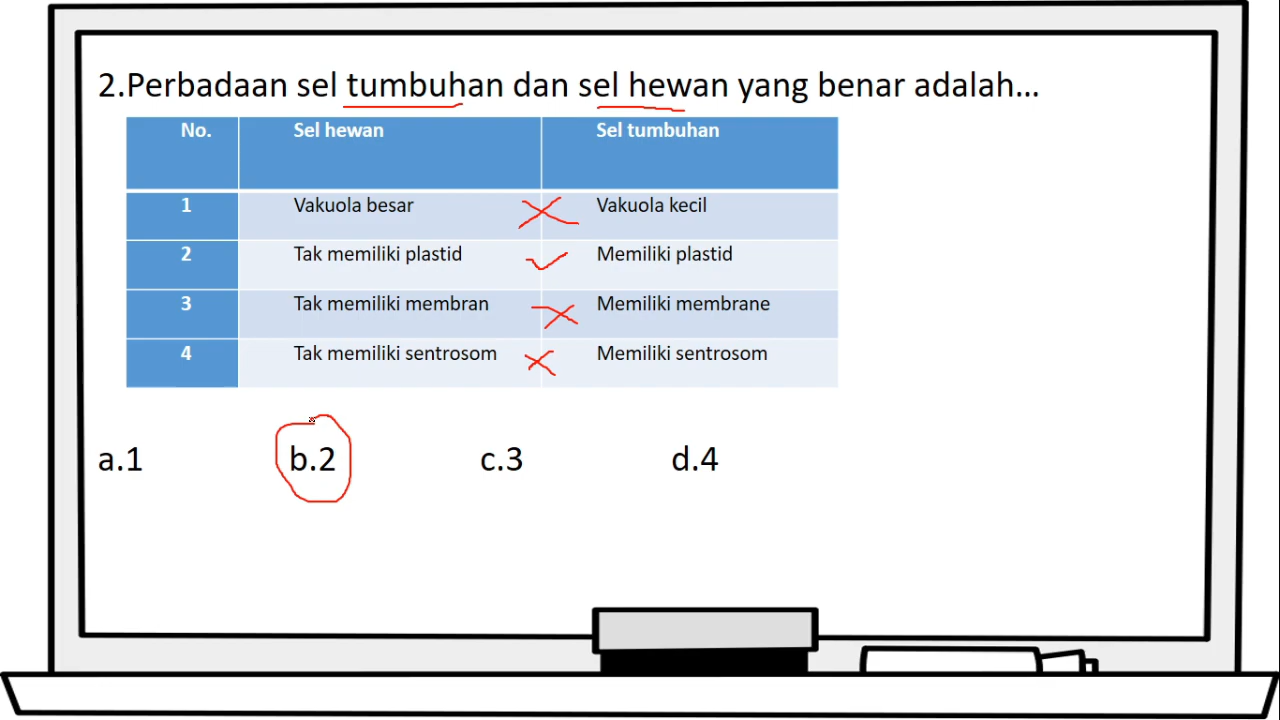 2.Perbadaan sel tumbuhan dan sel hewan yang benar adalah...
No. Sel hewan Sel tumbuhan
1 Vakuola besar Vakuola kecil
2 Tak memiliki plastid Memiliki plastid
3 Tak memiliki membran Memiliki membrane
4 Tak memiliki sentrosom Memiliki sentrosom
a.1 b.2 c.3 d.4